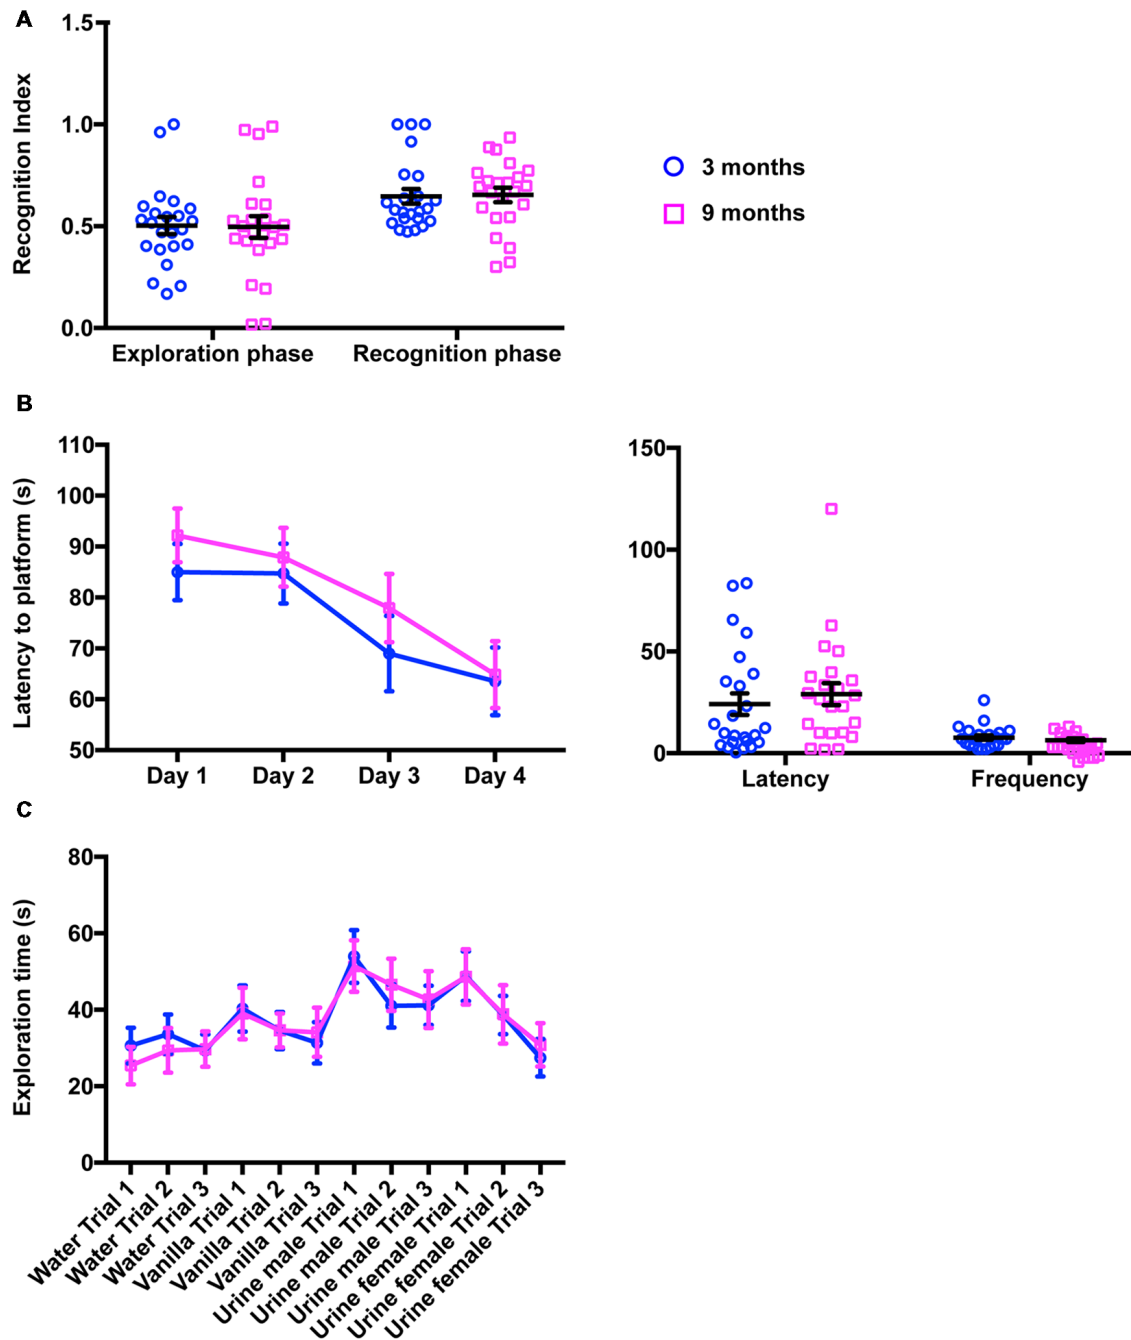 A
Recognition Index
1.5
1.0
0.5
0.0
Exploration phase
Recognition phase
3 months
9 months
B
Latency to platform (s)
110
100
90
80
70
60
50
Day 1
Day 2
Day 3
Day 4
150
100
50
0
Latency
Frequency
C
Exploration time (s)
80
60
40
20
0
Water Trial 1
Water Trial 2
Water Trial 3
Vanilla Trial 1
Vanilla Trial 2
Vanilla Trial 3
Urine male Trial 1
Urine male Trial 2
Urine male Trial 3
Urine female Trial 1
Urine female Trial 2
Urine female Trial 3